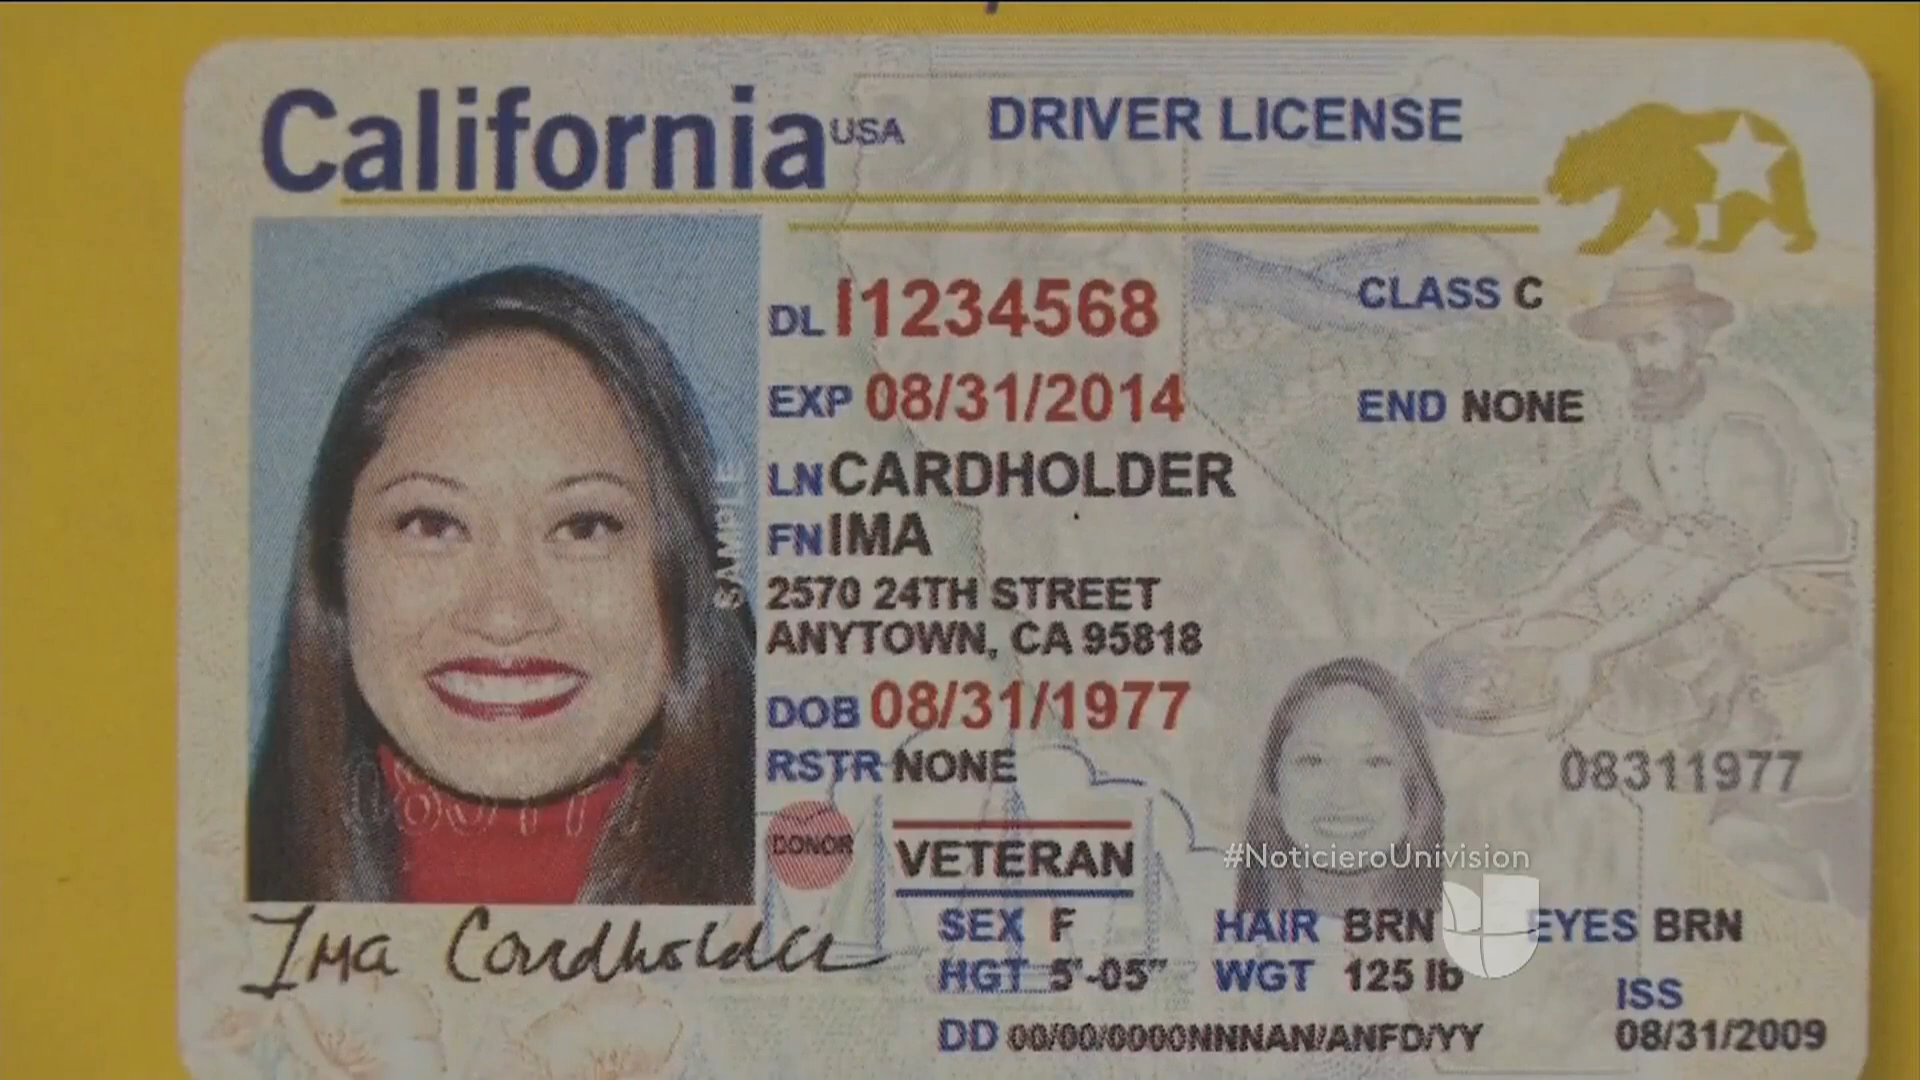 California USA DRIVER LICENSE
DL I1234568
CLASS C
EXP 08/31/2014
END NONE
LN CARDHOLDER
FN IMA
SAMPLE
2570 24TH STREET
ANYTOWN, CA 95818
DOB 08/31/1977
RSTR NONE
08311977
DONOR
VETERAN
#NoticieroUnivision
SEX F HAIR BRN EYES BRN
HGT 5'-05" WGT 125 lb
ISS
08/31/2009
DD 00/00/0000NNNAN/ANFD/YY
Ima Cardholder